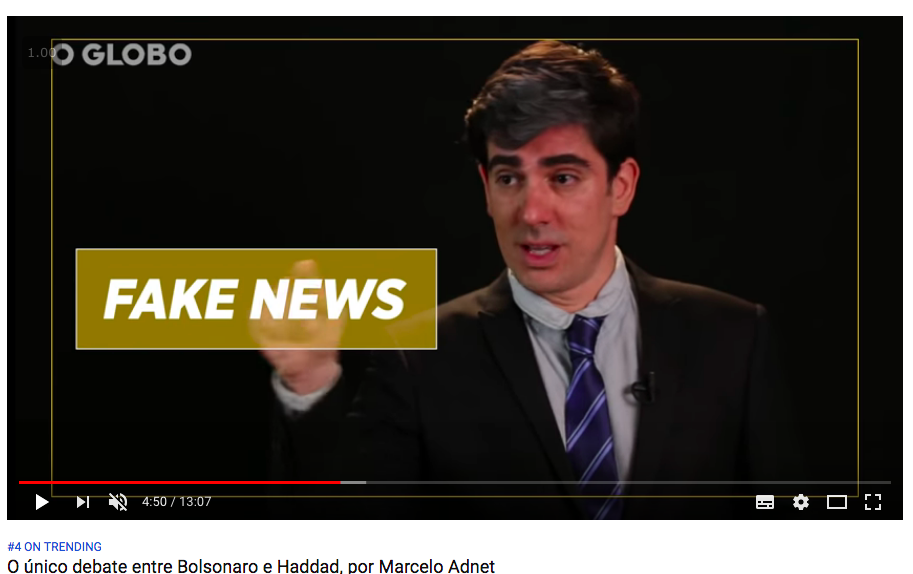 1.00
O GLOBO
FAKE NEWS
4:50 / 13:07
#4 ON TRENDING
O único debate entre Bolsonaro e Haddad, por Marcelo Adnet